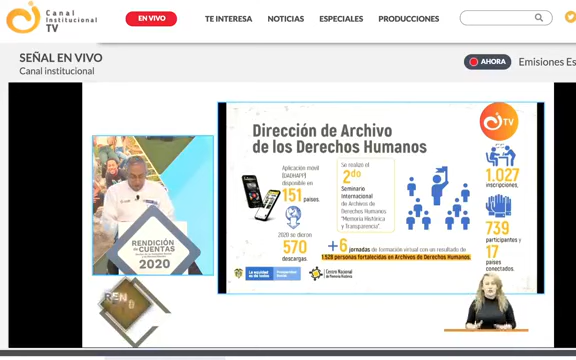 Canal
Institucional
TV
EN VIVO
TE INTERESA
NOTICIAS
ESPECIALES
PRODUCCIONES
SEÑAL EN VIVO
Canal institucional
AHORA
Emisiones Es
TV
Dirección de Archivo
de los Derechos Humanos
Aplicación móvil
disponible en
151 países.
2020 se dieron
570
descargas.
Se realizó el
2do
Seminario
Internacional
de Archivos de
Derechos Humanos
"Memoria Histórica
y Transparencia".
+6 jornadas de formación virtual con un resultado de
1.528 personas fortalecidas en Archivos de Derechos Humanos.
1.027
inscripciones,
739
participantes y
17
países
conectados.
Centro Nacional
de Memoria Histórica
RENDICIÓN
de CUENTAS
2020
REN